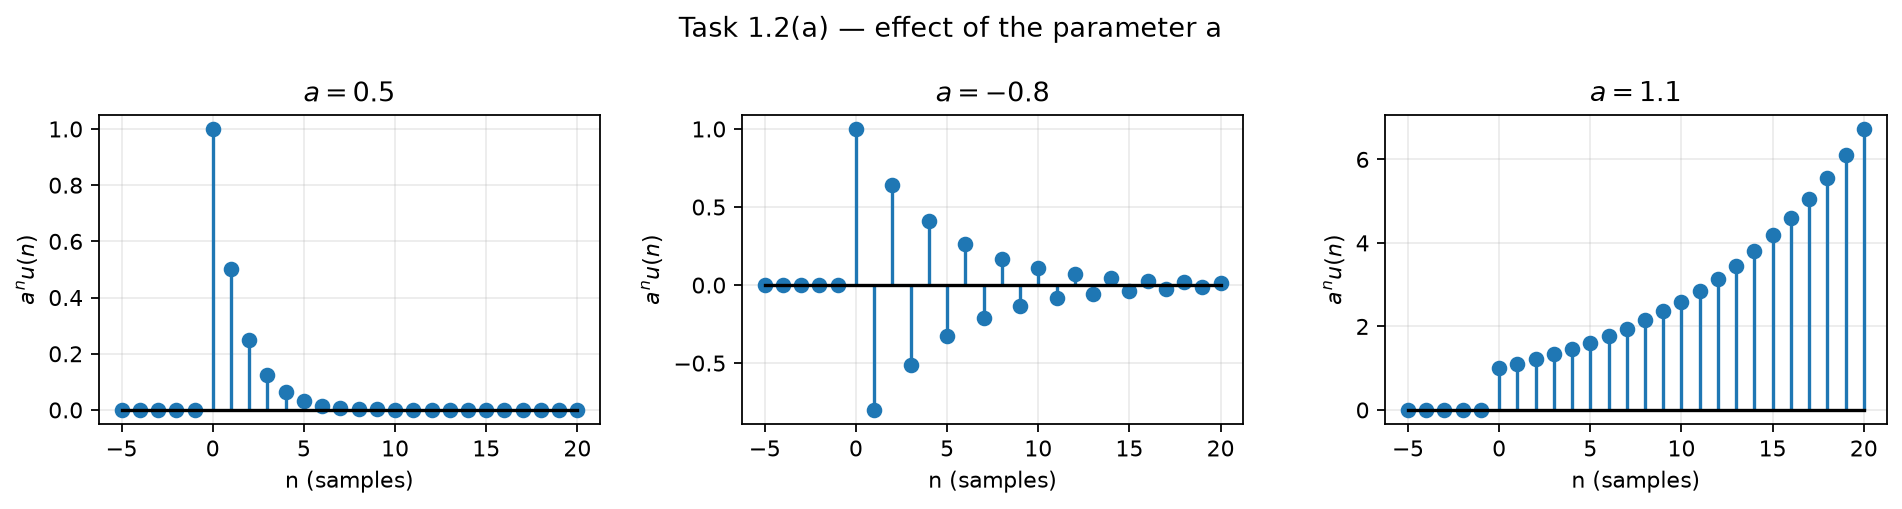 Task 1.2(a) — effect of the parameter a
a = 0.5
1.0
0.8
0.6
0.4
0.2
0.0
aⁿu(n)
−5 0 5 10 15 20
n (samples)
a = −0.8
1.0
0.5
0.0
−0.5
aⁿu(n)
−5 0 5 10 15 20
n (samples)
a = 1.1
6
4
2
0
aⁿu(n)
−5 0 5 10 15 20
n (samples)